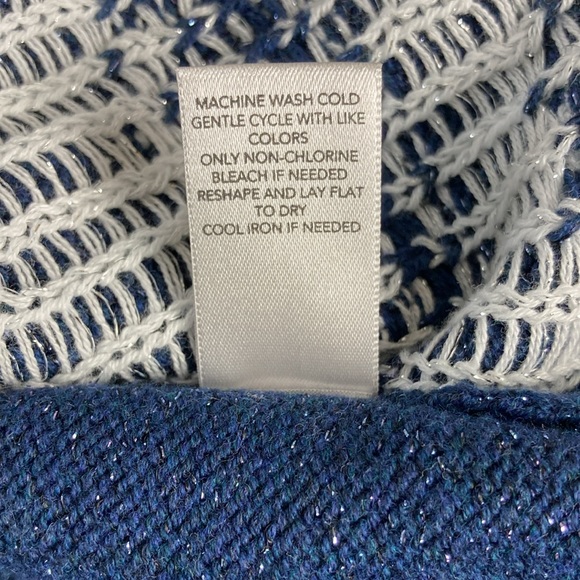 MACHINE WASH COLD
GENTLE CYCLE WITH LIKE
COLORS
ONLY NON-CHLORINE
BLEACH IF NEEDED
RESHAPE AND LAY FLAT
TO DRY
COOL IRON IF NEEDED